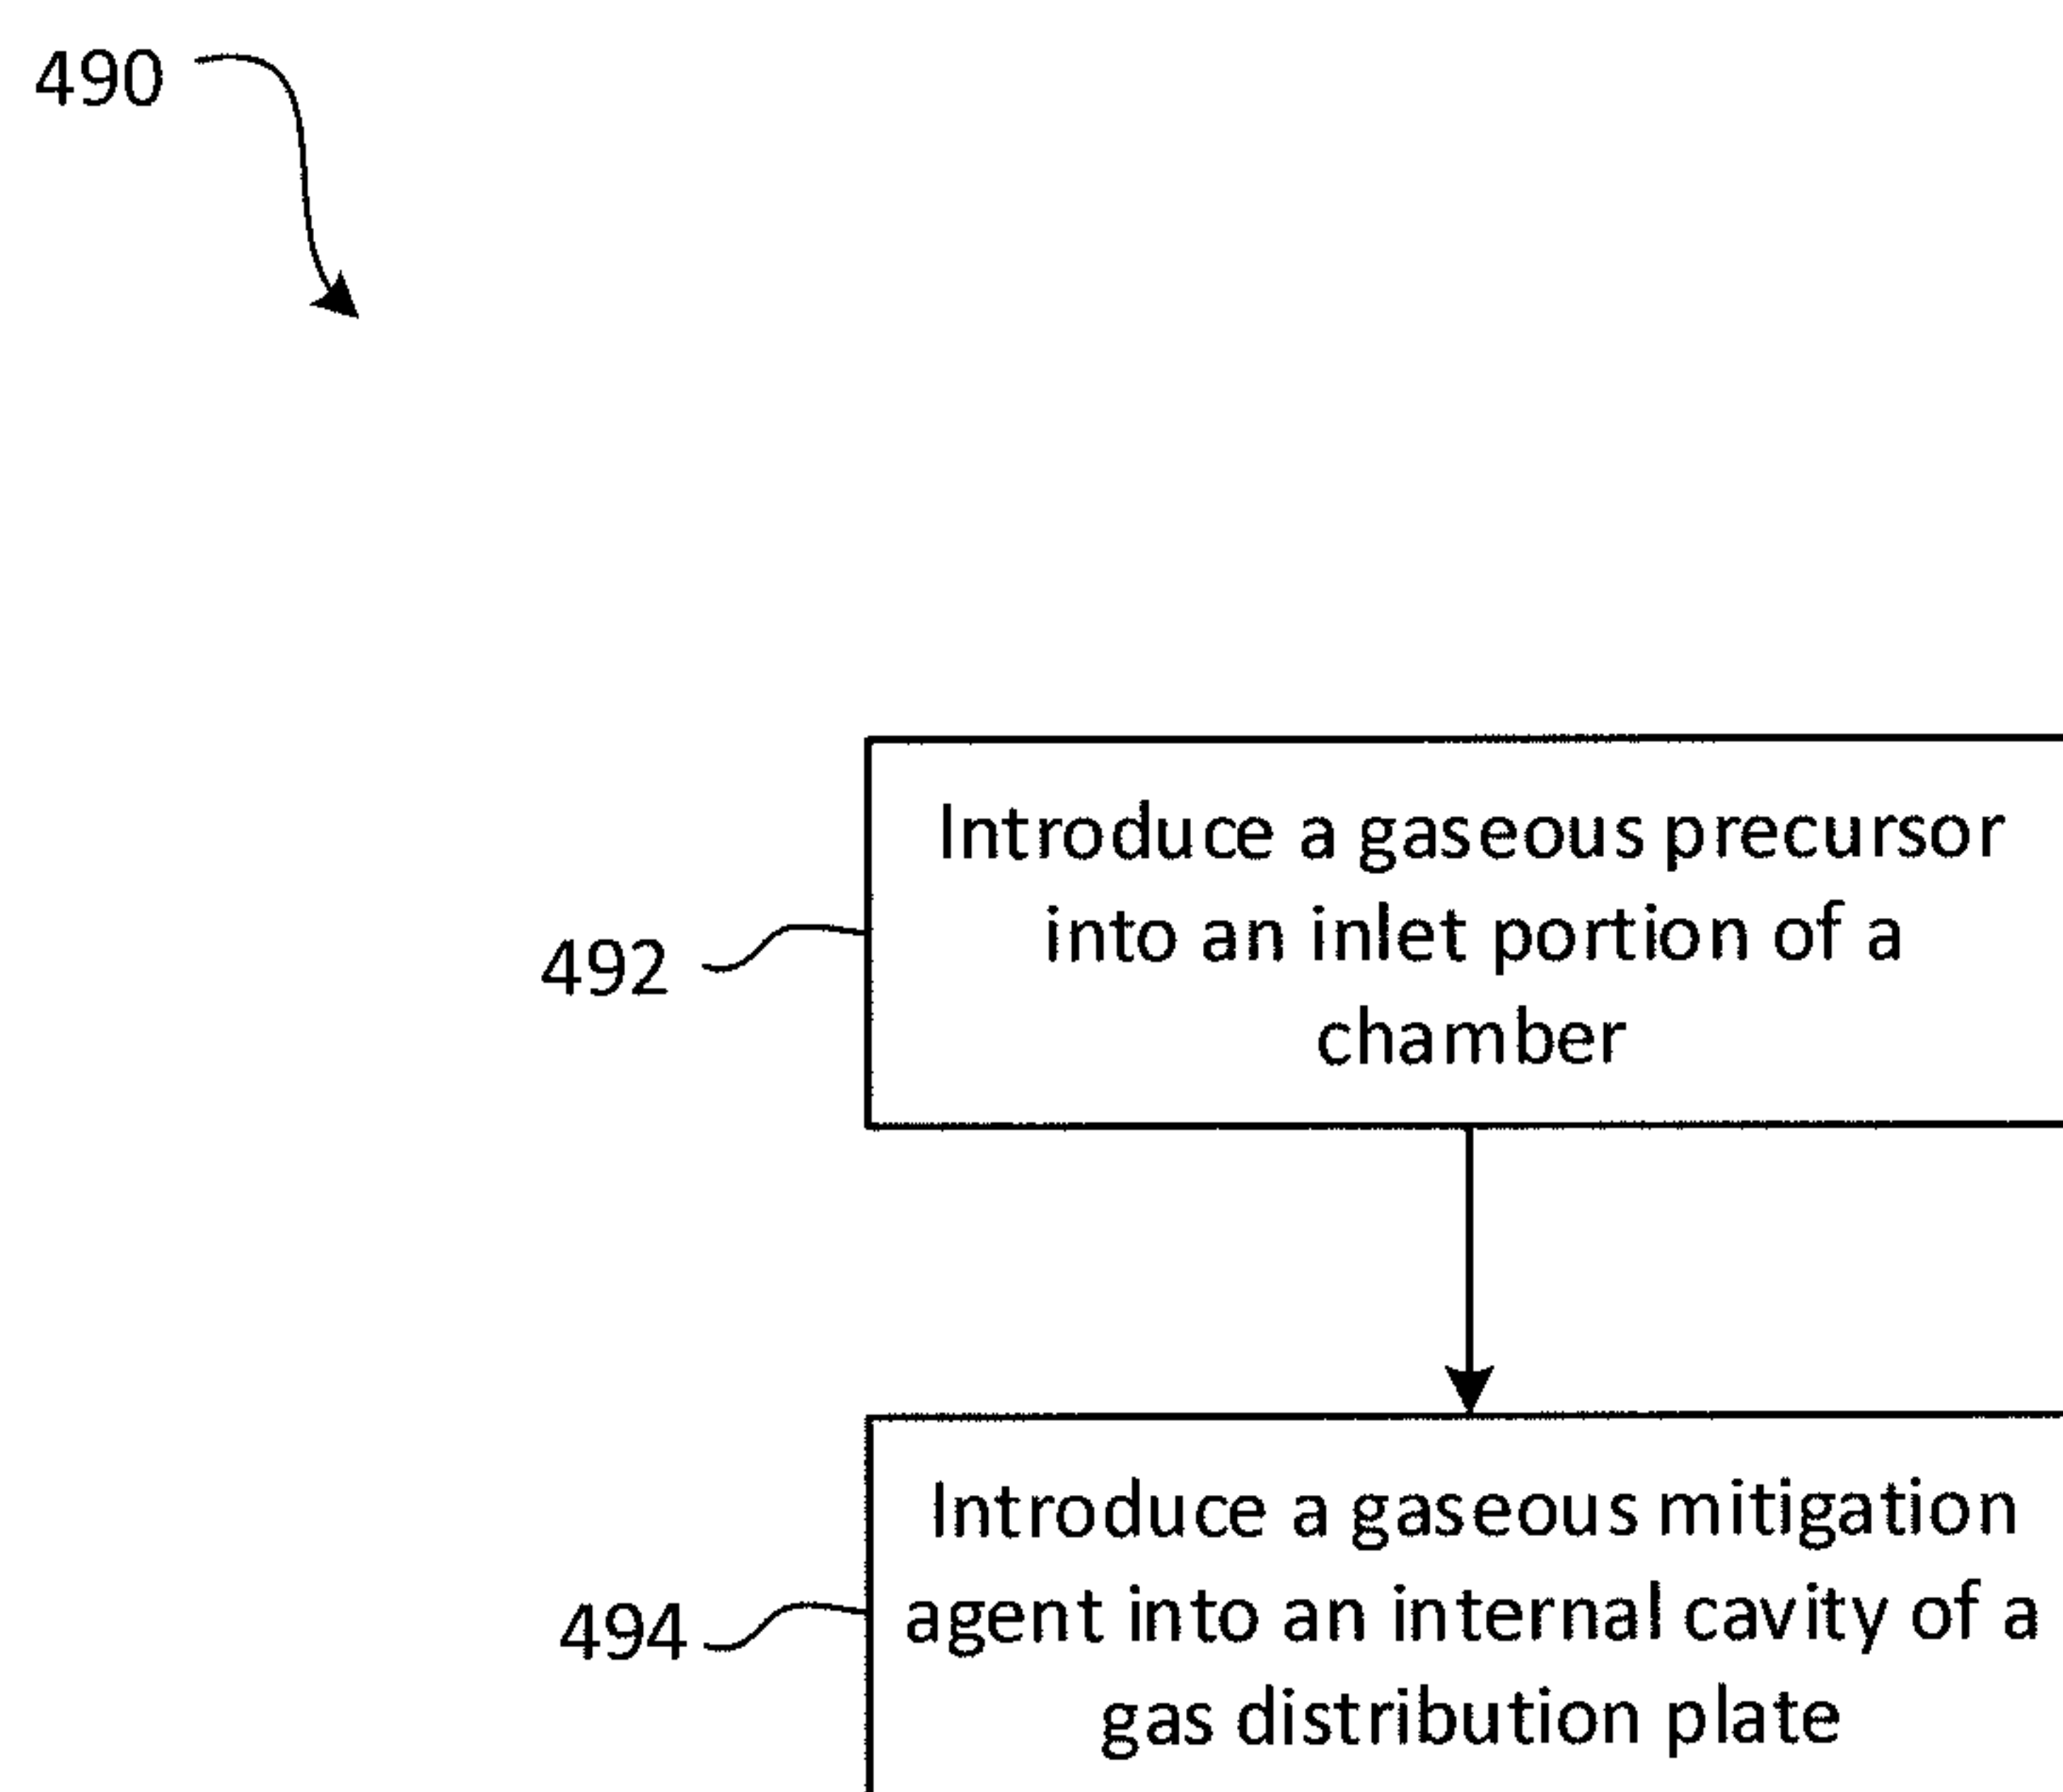 490
Introduce a gaseous precursor
into an inlet portion of a
chamber
492
Introduce a gaseous mitigation
agent into an internal cavity of a
gas distribution plate
494